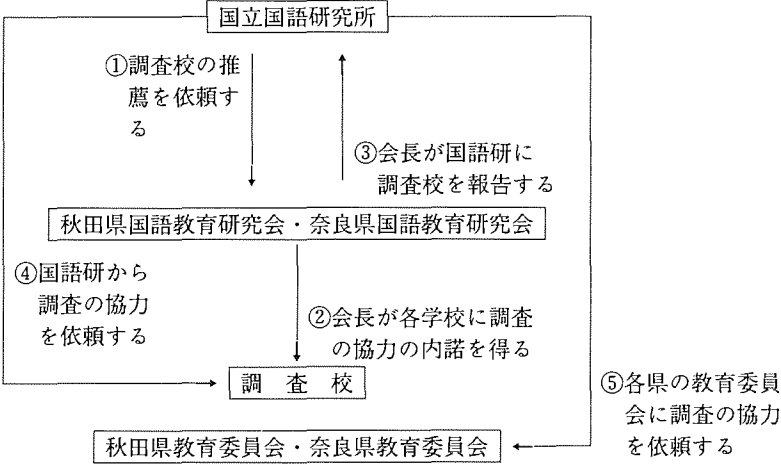 国立国語研究所
①調査校の推
薦を依頼す
る
③会長が国語研に
調査校を報告する
秋田県国語教育研究会・奈良県国語教育研究会
④国語研から
調査の協力
を依頼する
②会長が各学校に調査
の協力の内諾を得る
調査校
⑤各県の教育委員
会に調査の協力
を依頼する
秋田県教育委員会・奈良県教育委員会